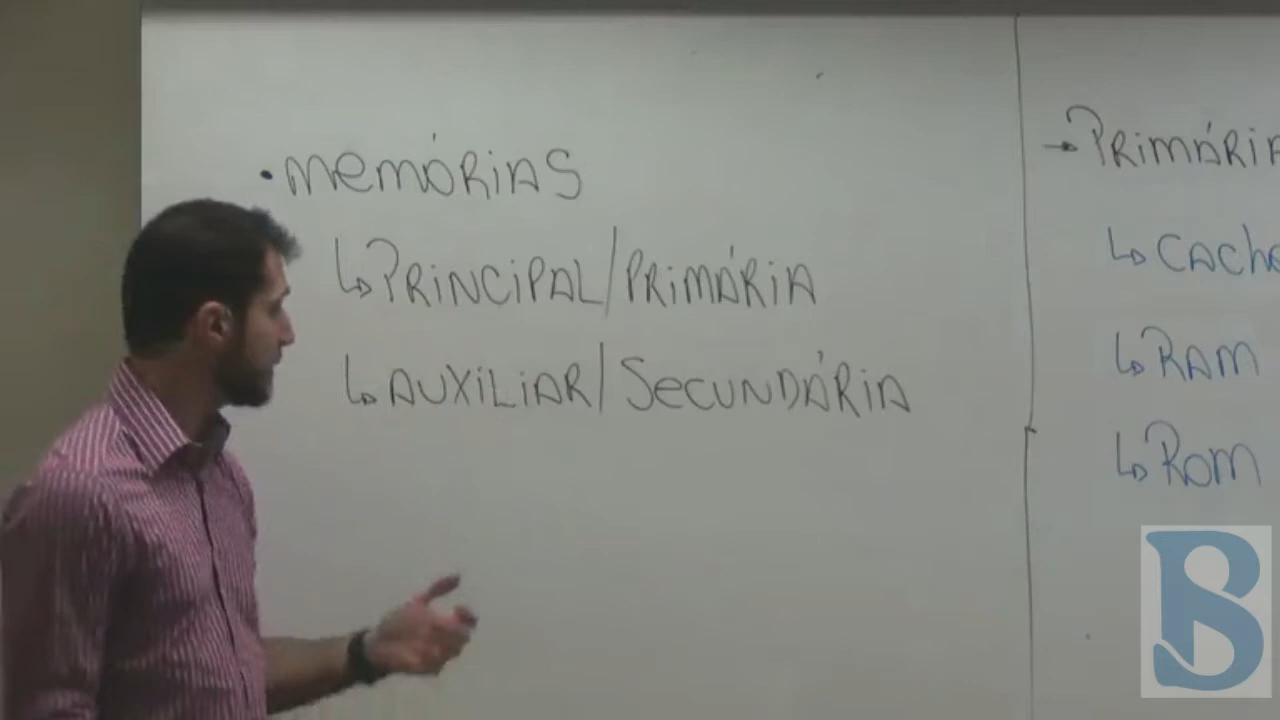 • MEMÓRIAS
↳ PRINCIPAL/PRIMÁRIA
↳ AUXILIAR/SECUNDÁRIA
→ PRIMÁRIA
↳ CACHE
↳ RAM
↳ ROM